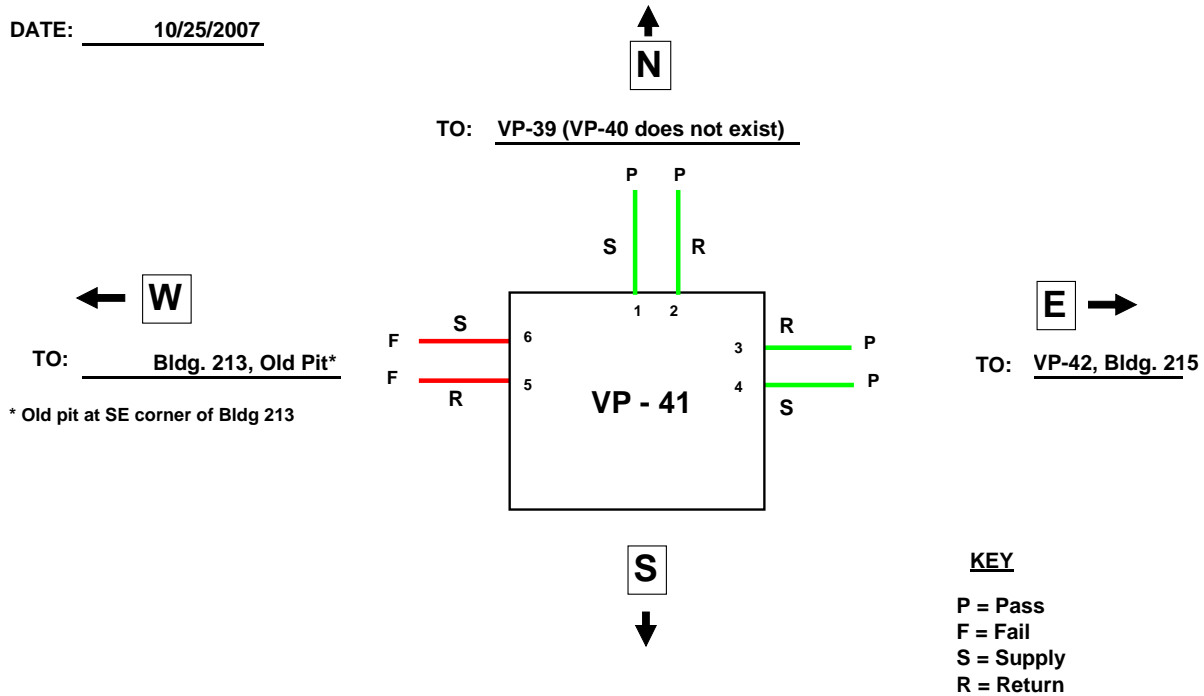 DATE: 10/25/2007
N
TO: VP-39 (VP-40 does not exist)
P P
S R
W
E
1 2
S
6
R
F
3
P
TO: Bldg. 213, Old Pit*
TO: VP-42, Bldg. 215
F
5
4
P
R
VP - 41
S
* Old pit at SE corner of Bldg 213
S
KEY
P = Pass
F = Fail
S = Supply
R = Return